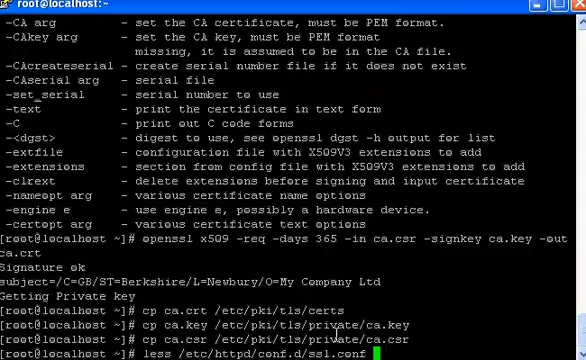 root@localhost:~
-CA arg - set the CA certificate, must be PEM format.
-CAkey arg - set the CA key, must be PEM format
missing, it is assumed to be in the CA file.
-CAcreateserial - create serial number file if it does not exist
-CAserial arg - serial file
-set_serial - serial number to use
-text - print the certificate in text form
-C - print out C code forms
-<dgst> - digest to use, see openssl dgst -h output for list
-extfile - configuration file with X509V3 extensions to add
-extensions - section from config file with X509V3 extensions to add
-clrext - delete extensions before signing and input certificate
-nameopt arg - various certificate name options
-engine e - use engine e, possibly a hardware device.
-certopt arg - various certificate text options
[root@localhost ~]# openssl x509 -req -days 365 -in ca.csr -signkey ca.key -out
ca.crt
Signature ok
subject=/C=GB/ST=Berkshire/L=Newbury/O=My Company Ltd
Getting Private key
[root@localhost ~]# cp ca.crt /etc/pki/tls/certs
[root@localhost ~]# cp ca.key /etc/pki/tls/private/ca.key
[root@localhost ~]# cp ca.csr /etc/pki/tls/private/ca.csr
[root@localhost ~]# less /etc/httpd/conf.d/ssl.conf